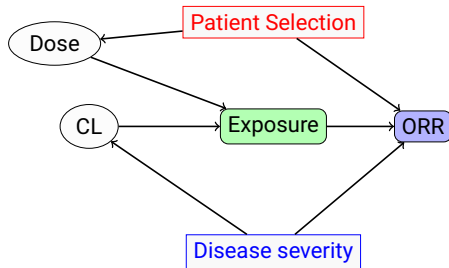 Patient Selection
Dose
CL
Exposure
ORR
Disease severity